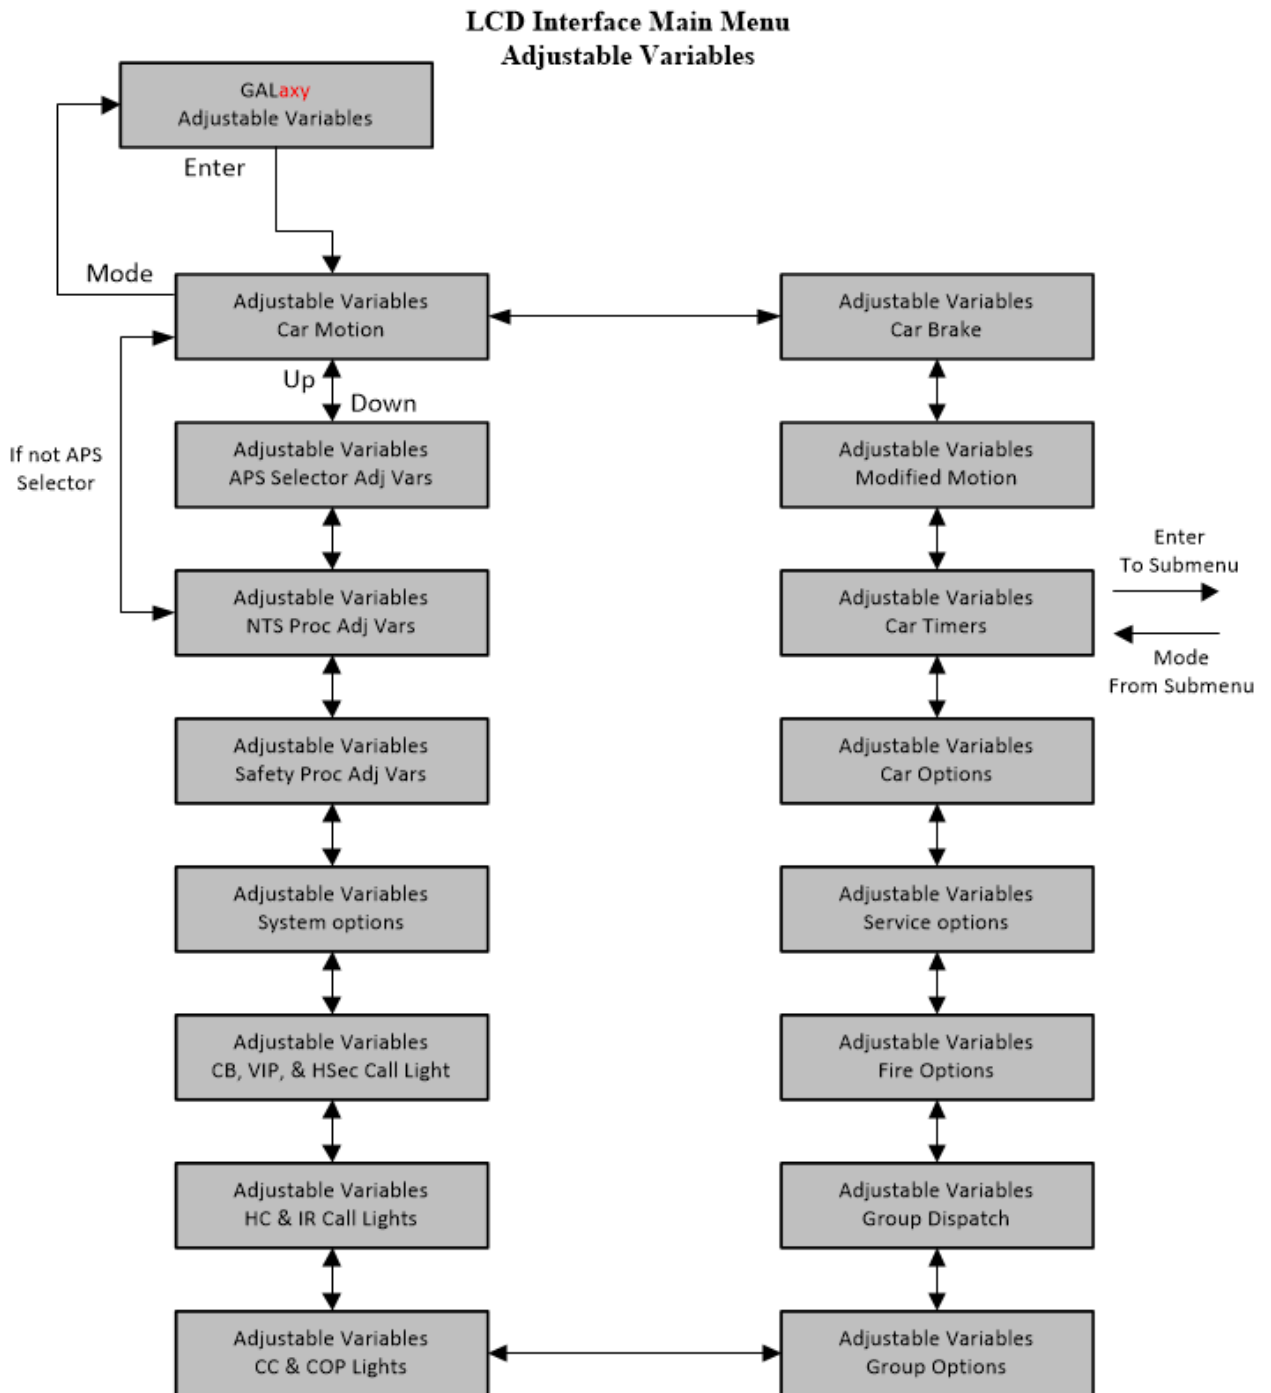 LCD Interface Main Menu
Adjustable Variables
GALaxy
Adjustable Variables
Enter
Mode
Adjustable Variables
Car Motion
Adjustable Variables
Car Brake
Up
Down
If not APS
Selector
Adjustable Variables
APS Selector Adj Vars
Adjustable Variables
Modified Motion
Adjustable Variables
NTS Proc Adj Vars
Adjustable Variables
Car Timers
Enter
To Submenu
Mode
From Submenu
Adjustable Variables
Safety Proc Adj Vars
Adjustable Variables
Car Options
Adjustable Variables
System options
Adjustable Variables
Service options
Adjustable Variables
CB, VIP, & HSec Call Light
Adjustable Variables
Fire Options
Adjustable Variables
HC & IR Call Lights
Adjustable Variables
Group Dispatch
Adjustable Variables
CC & COP Lights
Adjustable Variables
Group Options